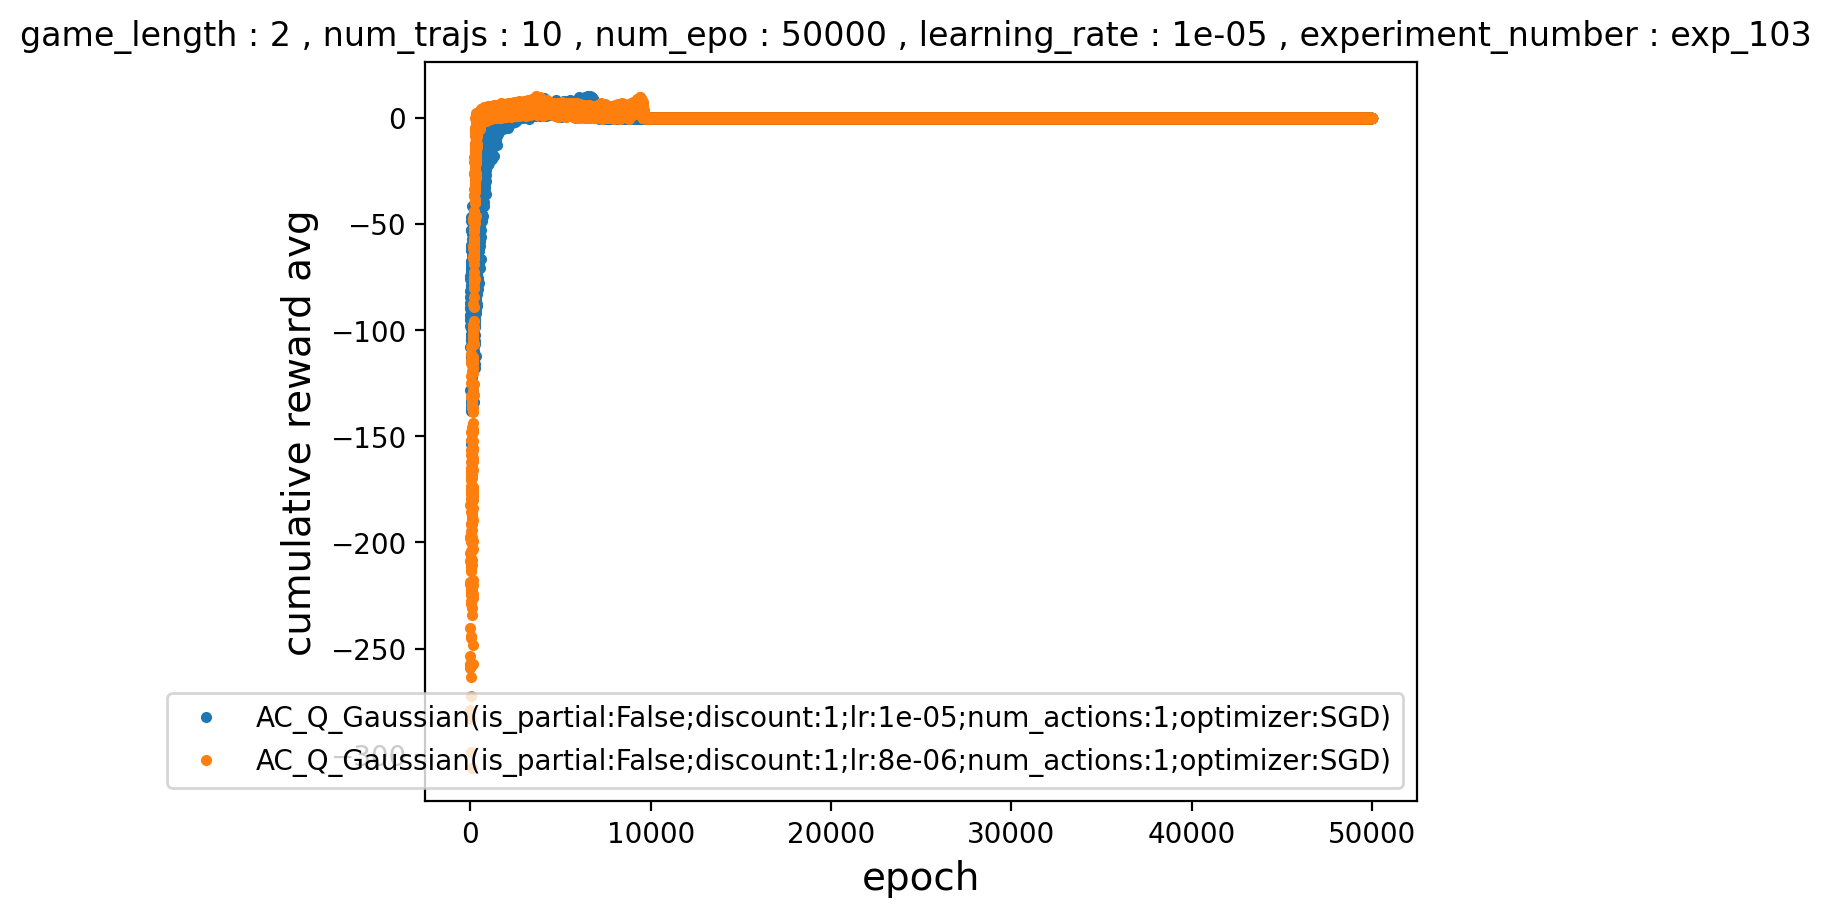 game_length : 2 , num_trajs : 10 , num_epo : 50000 , learning_rate : 1e-05 , experiment_number : exp_103
0
−50
−100
−150
−200
−250
−300
cumulative reward avg
AC_Q_Gaussian(is_partial:False;discount:1;lr:1e-05;num_actions:1;optimizer:SGD)
AC_Q_Gaussian(is_partial:False;discount:1;lr:8e-06;num_actions:1;optimizer:SGD)
0 10000 20000 30000 40000 50000
epoch